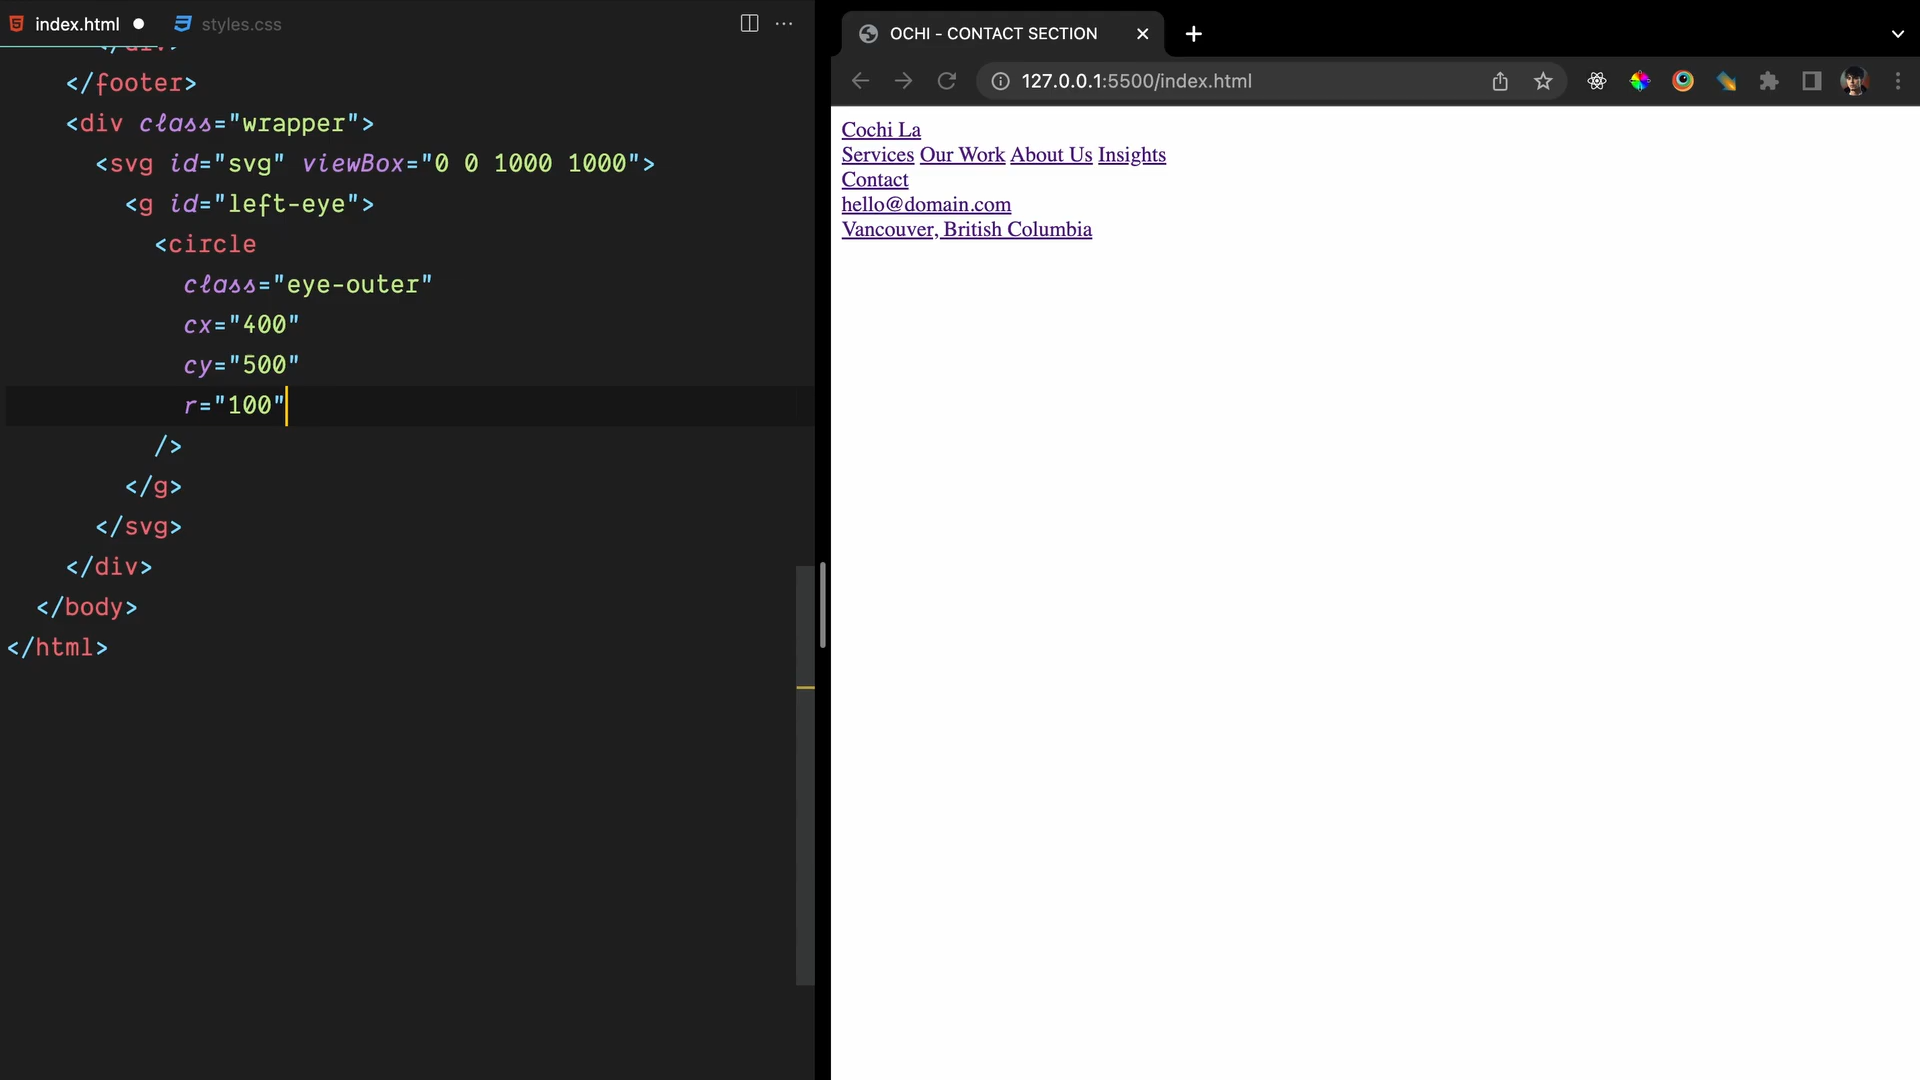 index.html
styles.css
</div>
</footer>
<div class="wrapper">
<svg id="svg" viewBox="0 0 1000 1000">
<g id="left-eye">
<circle
class="eye-outer"
cx="400"
cy="500"
r="100"
/>
</g>
</svg>
</div>
</body>
</html>
OCHI - CONTACT SECTION
127.0.0.1:5500/index.html
Cochi La
Services Our Work About Us Insights
Contact
hello@domain.com
Vancouver, British Columbia